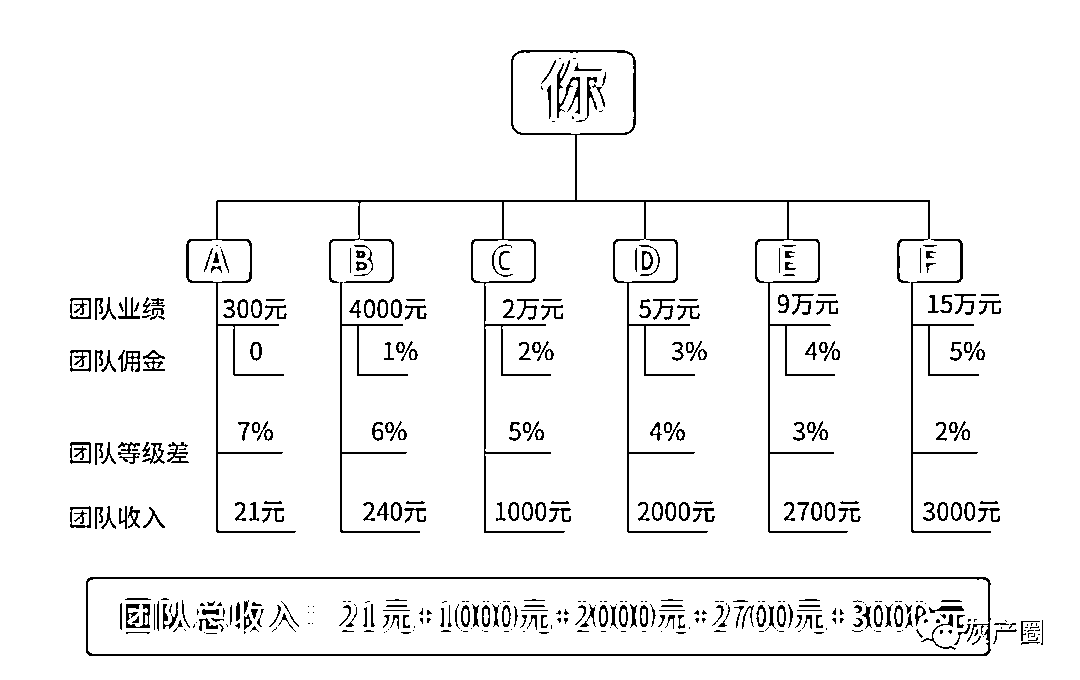 你
A B C D E F
团队业绩 300元 4000元 2万元 5万元 9万元 15万元
团队佣金 0 1% 2% 3% 4% 5%
团队等级差 7% 6% 5% 4% 3% 2%
团队收入 21元 240元 1000元 2000元 2700元 3000元
团队总收入：21元+1000元+2000元+2700元+3000元
灰产圈